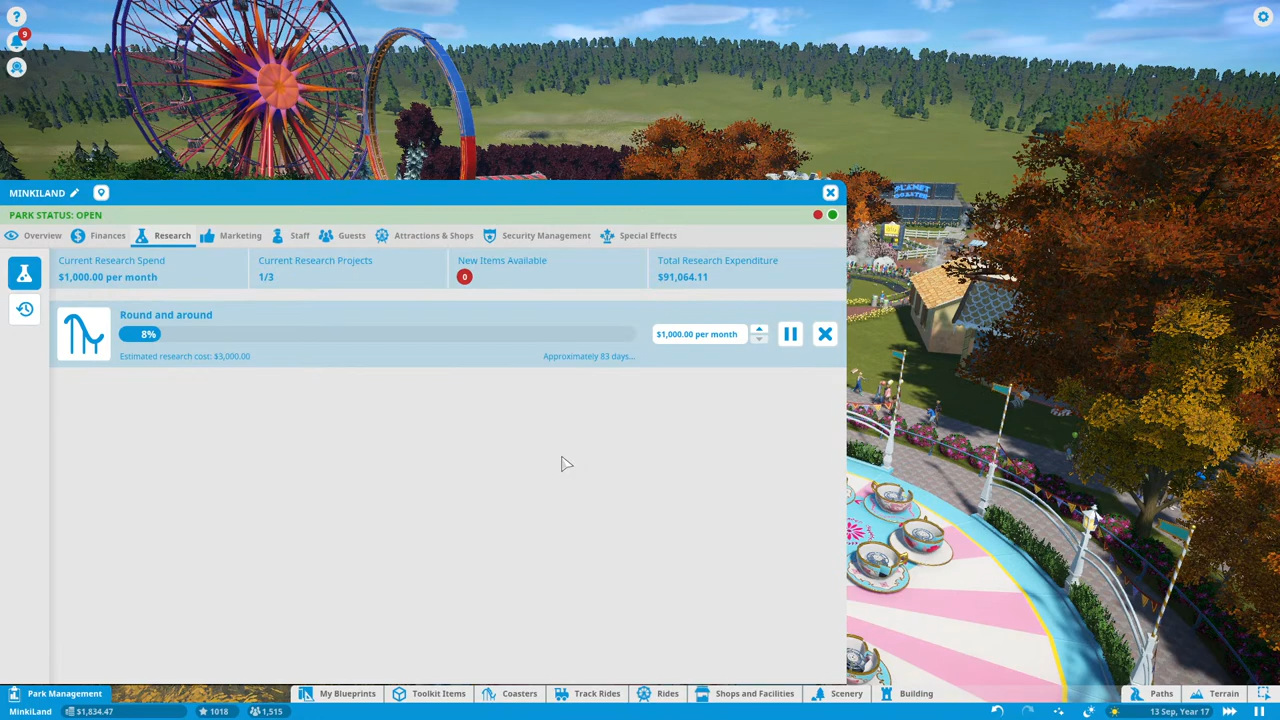 ?
9
MINKILAND
PARK STATUS: OPEN
Overview Finances Research Marketing Staff Guests Attractions & Shops Security Management Special Effects
Current Research Spend
$1,000.00 per month
Current Research Projects
1/3
New Items Available
0
Total Research Expenditure
$91,064.11
Round and around
8%
$1,000.00 per month
Estimated research cost: $3,000.00
Approximately 83 days...
PLANET COASTER
Park Management My Blueprints Toolkit Items Coasters Track Rides Rides Shops and Facilities Scenery Building Paths Terrain
MinkiLand $1,834.47 1018 1,515 13 Sep, Year 17